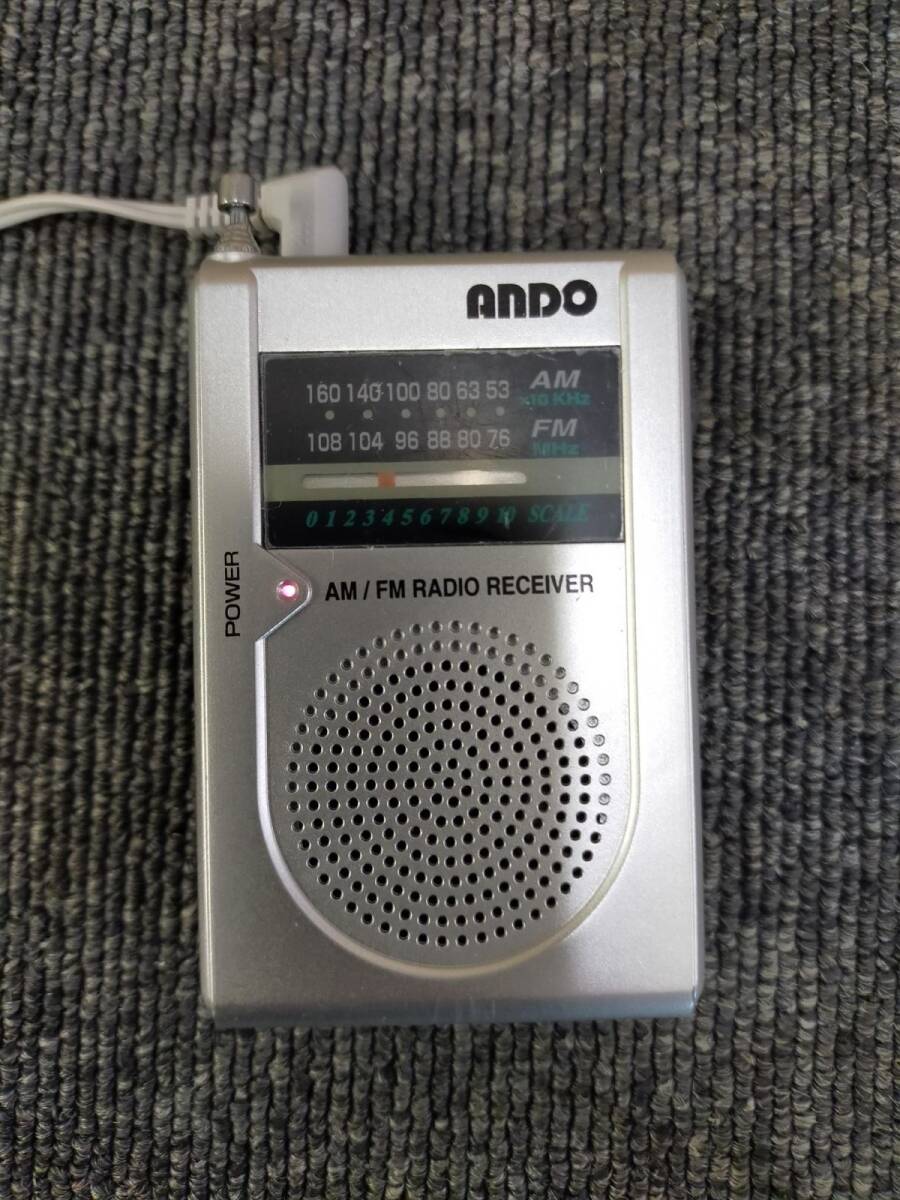 ANDO
160 140 100 80 63 53 AM
×10 KHz
108 104 96 88 80 76 FM
MHz
0 1 2 3 4 5 6 7 8 9 10 SCALE
POWER
AM / FM RADIO RECEIVER